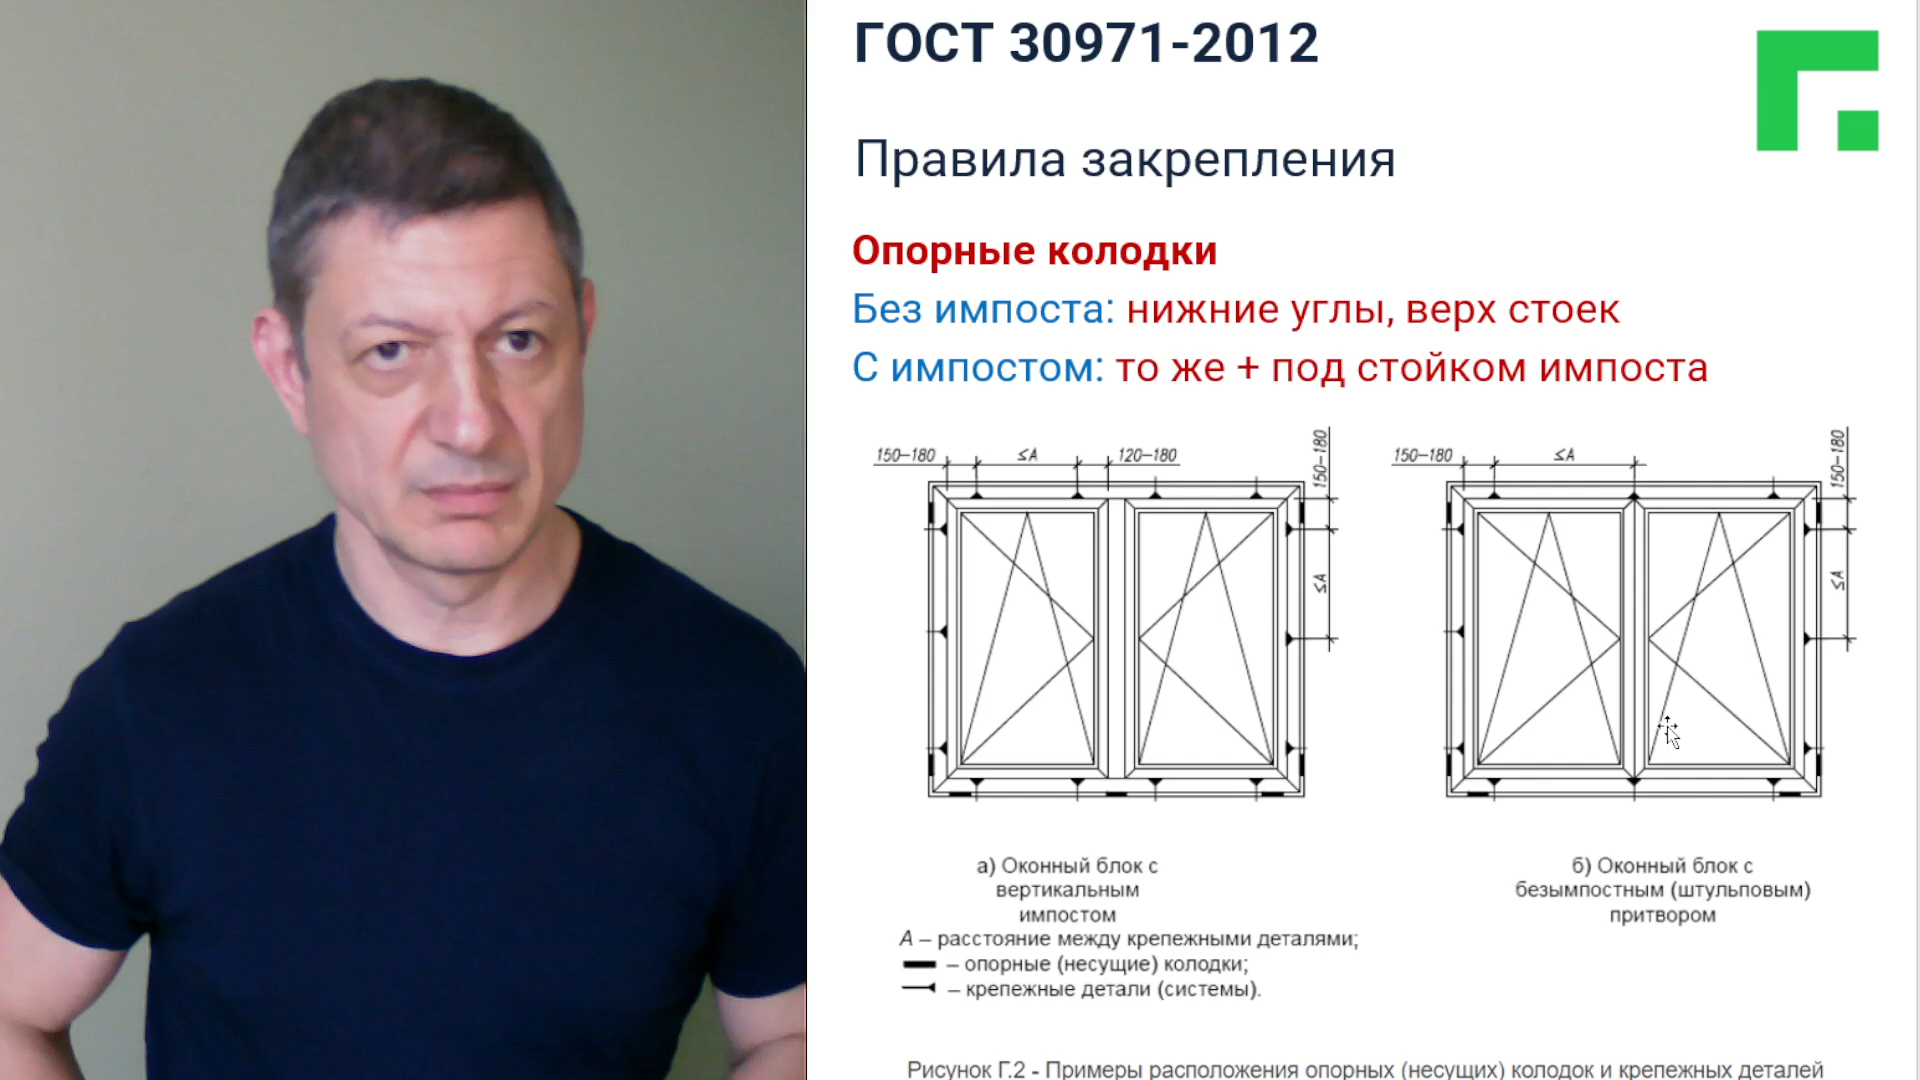 ГОСТ 30971-2012
Правила закрепления
Опорные колодки
Без импоста: нижние углы, верх стоек
С импостом: то же + под стойком импоста
150–180
≤А
120–180
150–180
≤А
150–180
≤А
150–180
≤А
а) Оконный блок с
вертикальным
импостом
б) Оконный блок с
безымпостным (штульповым)
притвором
А – расстояние между крепежными деталями;
– опорные (несущие) колодки;
– крепежные детали (системы).
Рисунок Г.2 - Примеры расположения опорных (несущих) колодок и крепежных деталей